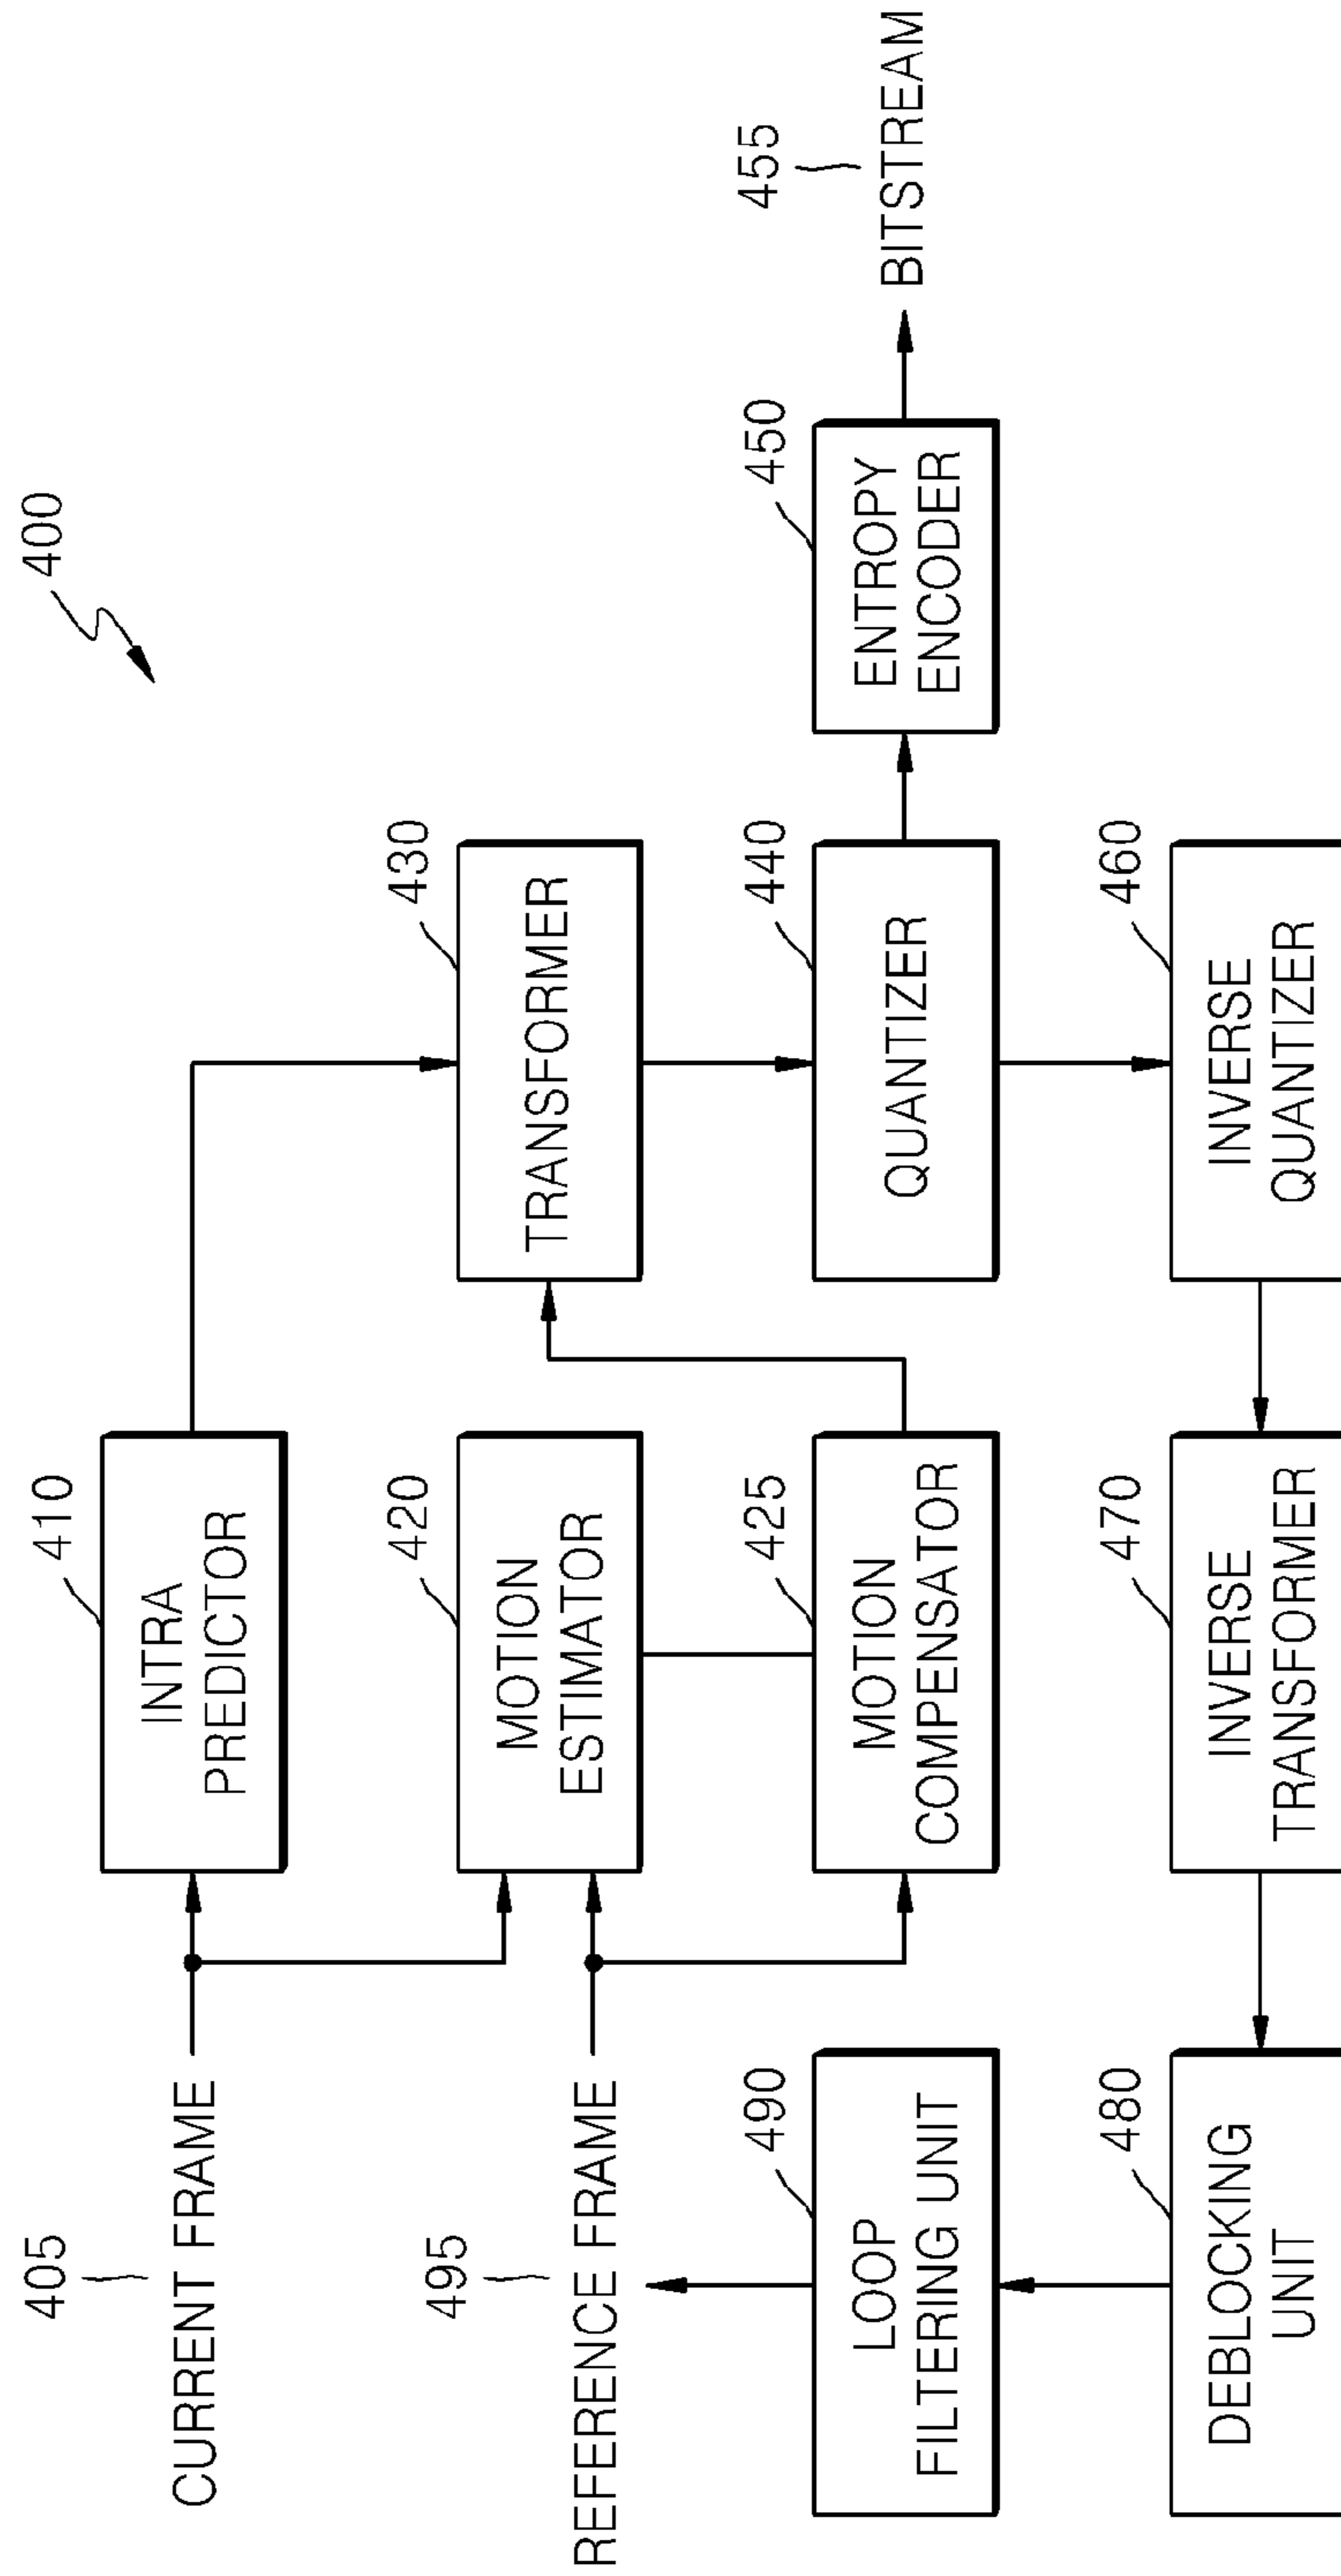 400
405
CURRENT FRAME
410
INTRA
PREDICTOR
495
REFERENCE FRAME
420
MOTION
ESTIMATOR
430
TRANSFORMER
490
LOOP
FILTERING UNIT
425
MOTION
COMPENSATOR
440
QUANTIZER
450
ENTROPY
ENCODER
455
BITSTREAM
480
DEBLOCKING
UNIT
470
INVERSE
TRANSFORMER
460
INVERSE
QUANTIZER